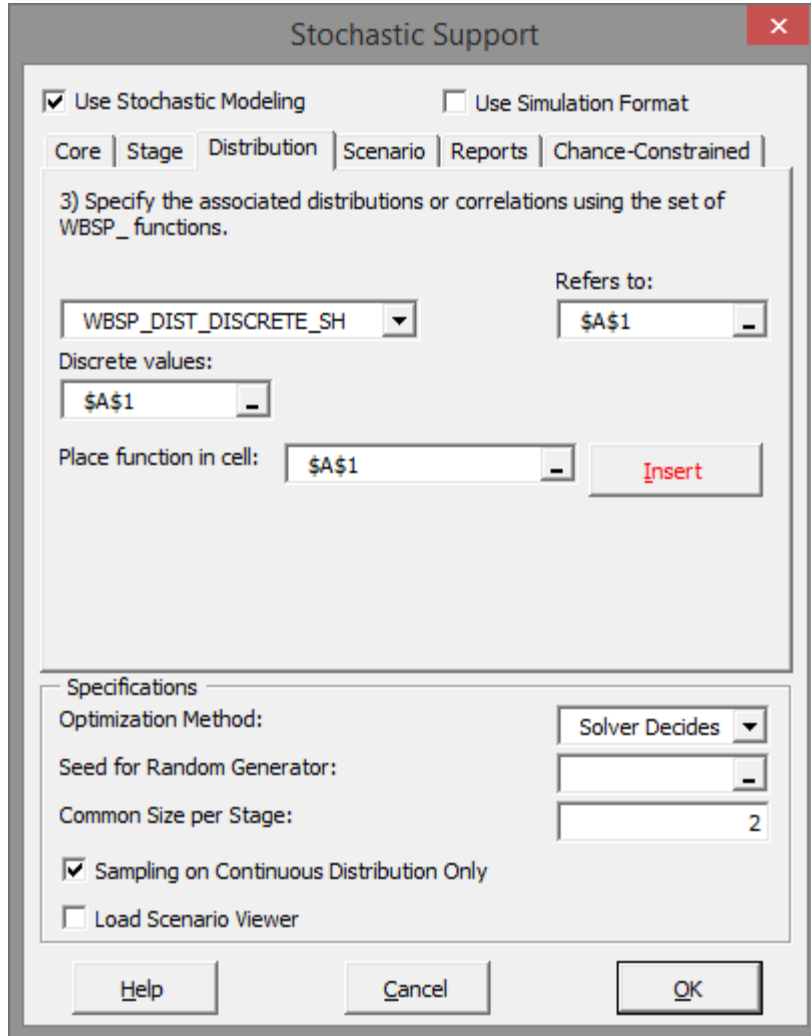 Stochastic Support
Use Stochastic Modeling Use Simulation Format
Core Stage Distribution Scenario Reports Chance-Constrained
3) Specify the associated distributions or correlations using the set of
WBSP_ functions.
Refers to:
WBSP_DIST_DISCRETE_SH $A$1
Discrete values:
$A$1
Place function in cell: $A$1 Insert
Specifications
Optimization Method: Solver Decides
Seed for Random Generator:
Common Size per Stage: 2
Sampling on Continuous Distribution Only
Load Scenario Viewer
Help Cancel OK